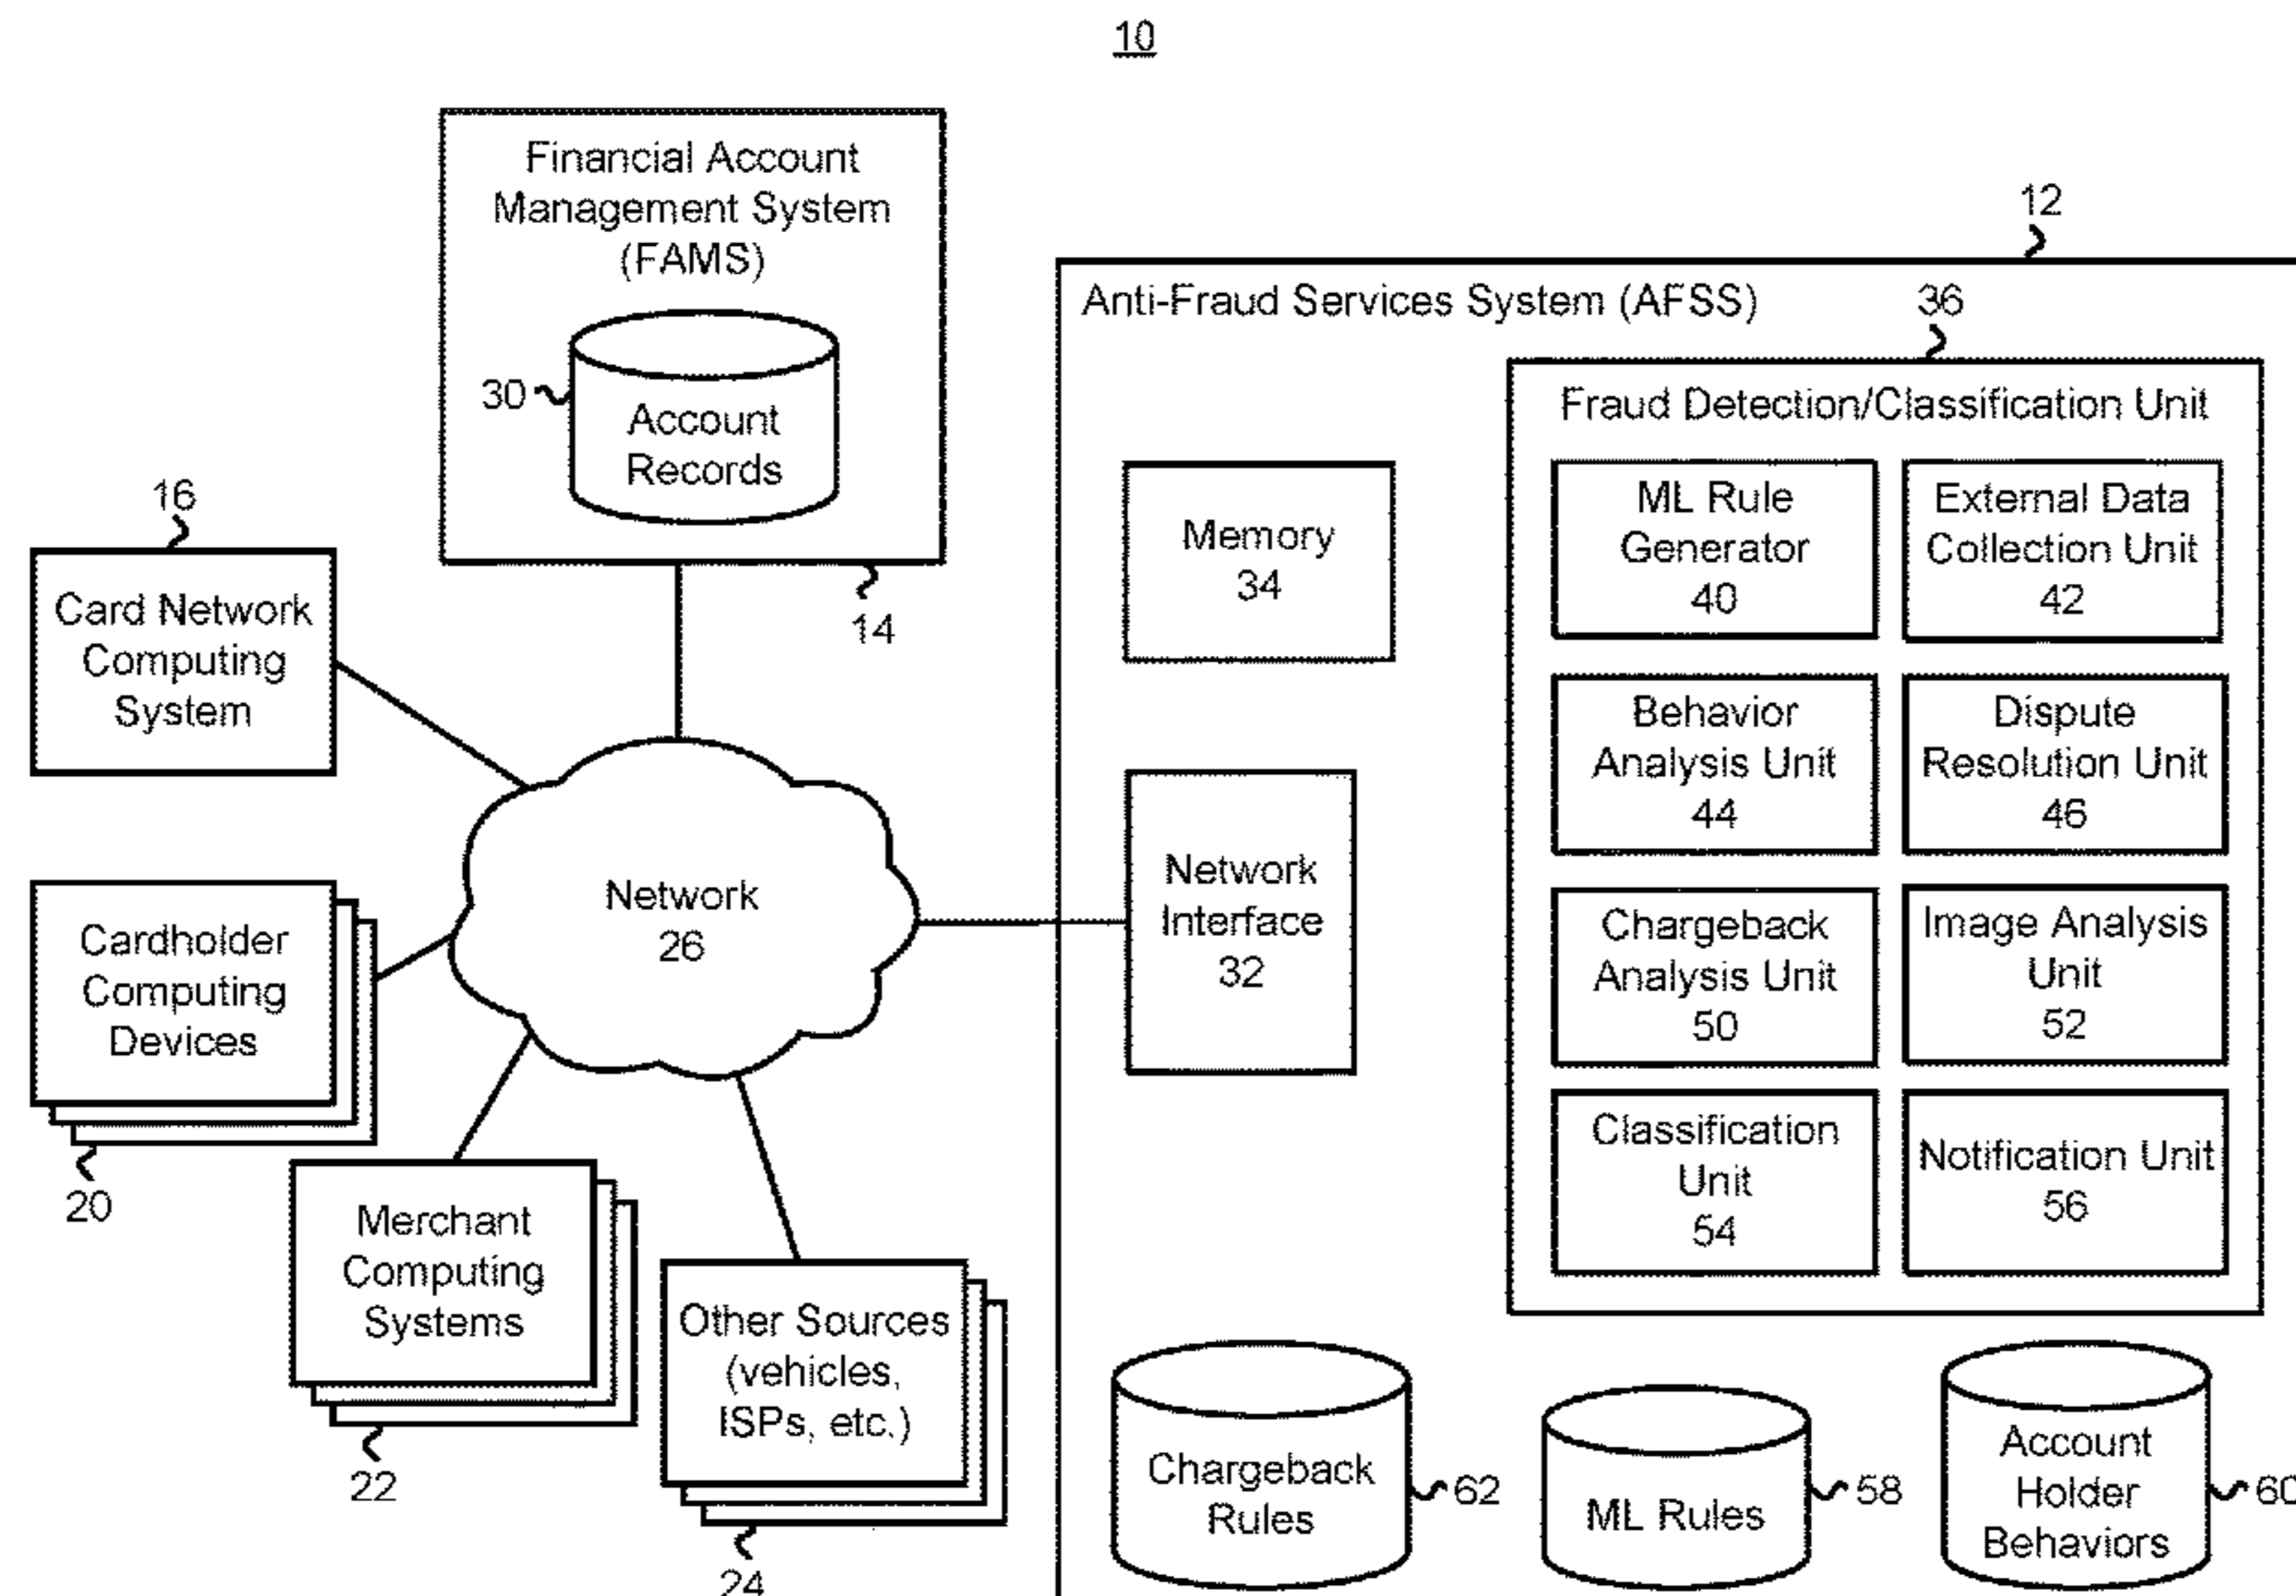 10
Financial Account
Management System
(FAMS)
30
Account
Records
14
16
Card Network
Computing
System
Cardholder
Computing
Devices
20
Merchant
Computing
Systems
22
Other Sources
(vehicles,
ISPs, etc.)
24
Network
26
12
Anti-Fraud Services System (AFSS)
36
Memory
34
Network
Interface
32
Fraud Detection/Classification Unit
ML Rule
Generator
40
External Data
Collection Unit
42
Behavior
Analysis Unit
44
Dispute
Resolution Unit
46
Chargeback
Analysis Unit
50
Image Analysis
Unit
52
Classification
Unit
54
Notification Unit
56
Chargeback
Rules
62
ML Rules
58
Account
Holder
Behaviors
60